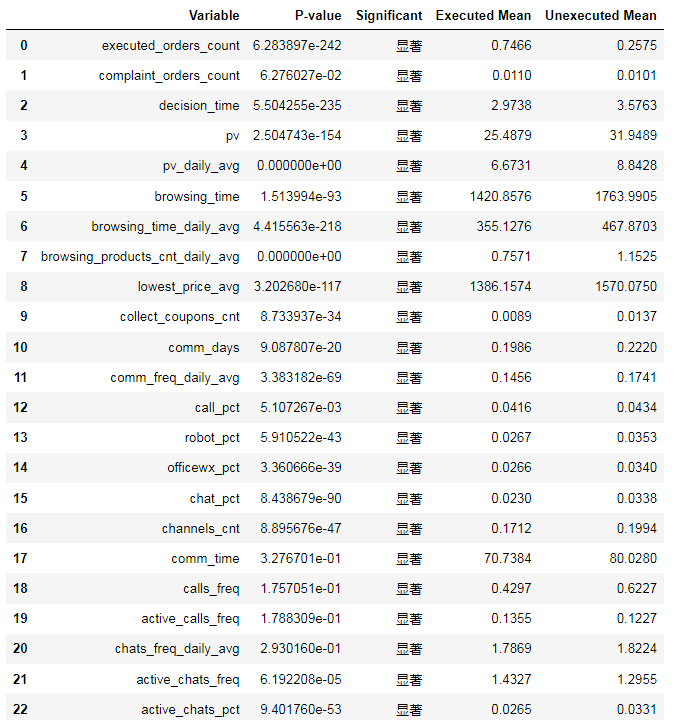 Variable P-value Significant Executed Mean Unexecuted Mean
0 executed_orders_count 6.283897e-242 显著 0.7466 0.2575
1 complaint_orders_count 6.276027e-02 显著 0.0110 0.0101
2 decision_time 5.504255e-235 显著 2.9738 3.5763
3 pv 2.504743e-154 显著 25.4879 31.9489
4 pv_daily_avg 0.000000e+00 显著 6.6731 8.8428
5 browsing_time 1.513994e-93 显著 1420.8576 1763.9905
6 browsing_time_daily_avg 4.415563e-218 显著 355.1276 467.8703
7 browsing_products_cnt_daily_avg 0.000000e+00 显著 0.7571 1.1525
8 lowest_price_avg 3.202680e-117 显著 1386.1574 1570.0750
9 collect_coupons_cnt 8.733937e-34 显著 0.0089 0.0137
10 comm_days 9.087807e-20 显著 0.1986 0.2220
11 comm_freq_daily_avg 3.383182e-69 显著 0.1456 0.1741
12 call_pct 5.107267e-03 显著 0.0416 0.0434
13 robot_pct 5.910522e-43 显著 0.0267 0.0353
14 officewx_pct 3.360666e-39 显著 0.0266 0.0340
15 chat_pct 8.438679e-90 显著 0.0230 0.0338
16 channels_cnt 8.895676e-47 显著 0.1712 0.1994
17 comm_time 3.276701e-01 显著 70.7384 80.0280
18 calls_freq 1.757051e-01 显著 0.4297 0.6227
19 active_calls_freq 1.788309e-01 显著 0.1355 0.1227
20 chats_freq_daily_avg 2.930160e-01 显著 1.7869 1.8224
21 active_chats_freq 6.192208e-05 显著 1.4327 1.2955
22 active_chats_pct 9.401760e-53 显著 0.0265 0.0331